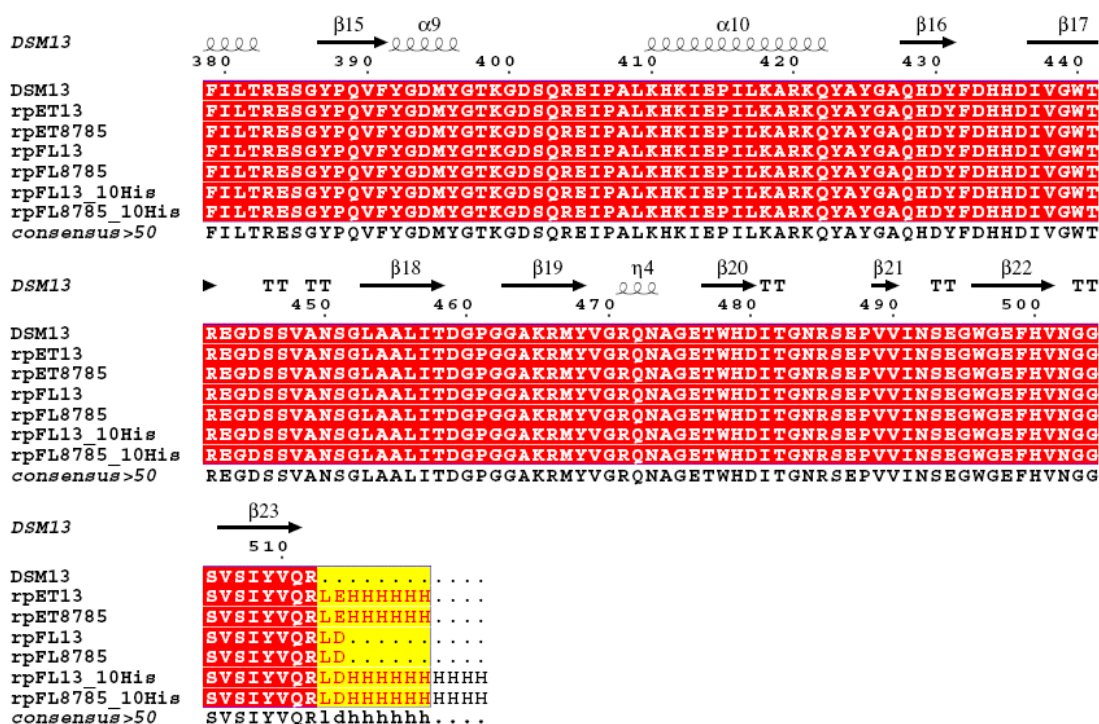 β15 α9 α10 β16 β17
DSM13
380 390 400 410 420 430 440
DSM13 FILTRESGYPQVFYGDMYGTKGDSQREIPALKHKIEPILKARKQYAYGAQHDYFDHHDIVGWT
rpET13 FILTRESGYPQVFYGDMYGTKGDSQREIPALKHKIEPILKARKQYAYGAQHDYFDHHDIVGWT
rpET8785 FILTRESGYPQVFYGDMYGTKGDSQREIPALKHKIEPILKARKQYAYGAQHDYFDHHDIVGWT
rpFL13 FILTRESGYPQVFYGDMYGTKGDSQREIPALKHKIEPILKARKQYAYGAQHDYFDHHDIVGWT
rpFL8785 FILTRESGYPQVFYGDMYGTKGDSQREIPALKHKIEPILKARKQYAYGAQHDYFDHHDIVGWT
rpFL13_10His FILTRESGYPQVFYGDMYGTKGDSQREIPALKHKIEPILKARKQYAYGAQHDYFDHHDIVGWT
rpFL8785_10His FILTRESGYPQVFYGDMYGTKGDSQREIPALKHKIEPILKARKQYAYGAQHDYFDHHDIVGWT
consensus>50 FILTRESGYPQVFYGDMYGTKGDSQREIPALKHKIEPILKARKQYAYGAQHDYFDHHDIVGWT
β18 β19 η4 β20 β21 β22
DSM13 TT TT TT TT TT
450 460 470 480 490 500
DSM13 REGDSSVANSGLAALITDGPGGAKRMYVGRQNAGETWHDITGNRSEPVVINSEGWGEFHVNGG
rpET13 REGDSSVANSGLAALITDGPGGAKRMYVGRQNAGETWHDITGNRSEPVVINSEGWGEFHVNGG
rpET8785 REGDSSVANSGLAALITDGPGGAKRMYVGRQNAGETWHDITGNRSEPVVINSEGWGEFHVNGG
rpFL13 REGDSSVANSGLAALITDGPGGAKRMYVGRQNAGETWHDITGNRSEPVVINSEGWGEFHVNGG
rpFL8785 REGDSSVANSGLAALITDGPGGAKRMYVGRQNAGETWHDITGNRSEPVVINSEGWGEFHVNGG
rpFL13_10His REGDSSVANSGLAALITDGPGGAKRMYVGRQNAGETWHDITGNRSEPVVINSEGWGEFHVNGG
rpFL8785_10His REGDSSVANSGLAALITDGPGGAKRMYVGRQNAGETWHDITGNRSEPVVINSEGWGEFHVNGG
consensus>50 REGDSSVANSGLAALITDGPGGAKRMYVGRQNAGETWHDITGNRSEPVVINSEGWGEFHVNGG
β23
DSM13
510
DSM13 SVSIYVQR............
rpET13 SVSIYVQRLEHHHHHH....
rpET8785 SVSIYVQRLEHHHHHH....
rpFL13 SVSIYVQRLD..........
rpFL8785 SVSIYVQRLD..........
rpFL13_10His SVSIYVQRLDHHHHHHHHHH
rpFL8785_10His SVSIYVQRLDHHHHHHHHHH
consensus>50 SVSIYVQRldhhhhhh....